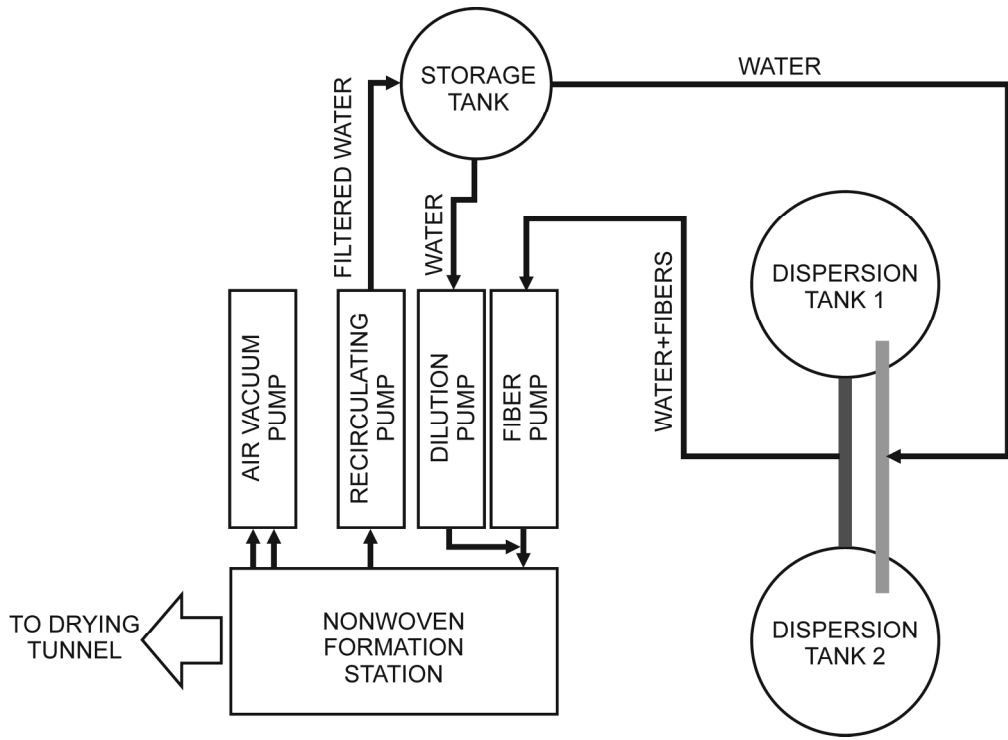 STORAGE
TANK
WATER
FILTERED WATER
WATER
WATER+FIBERS
DISPERSION
TANK 1
AIR VACUUM
PUMP
RECIRCULATING
PUMP
DILUTION
PUMP
FIBER
PUMP
TO DRYING
TUNNEL
NONWOVEN
FORMATION
STATION
DISPERSION
TANK 2